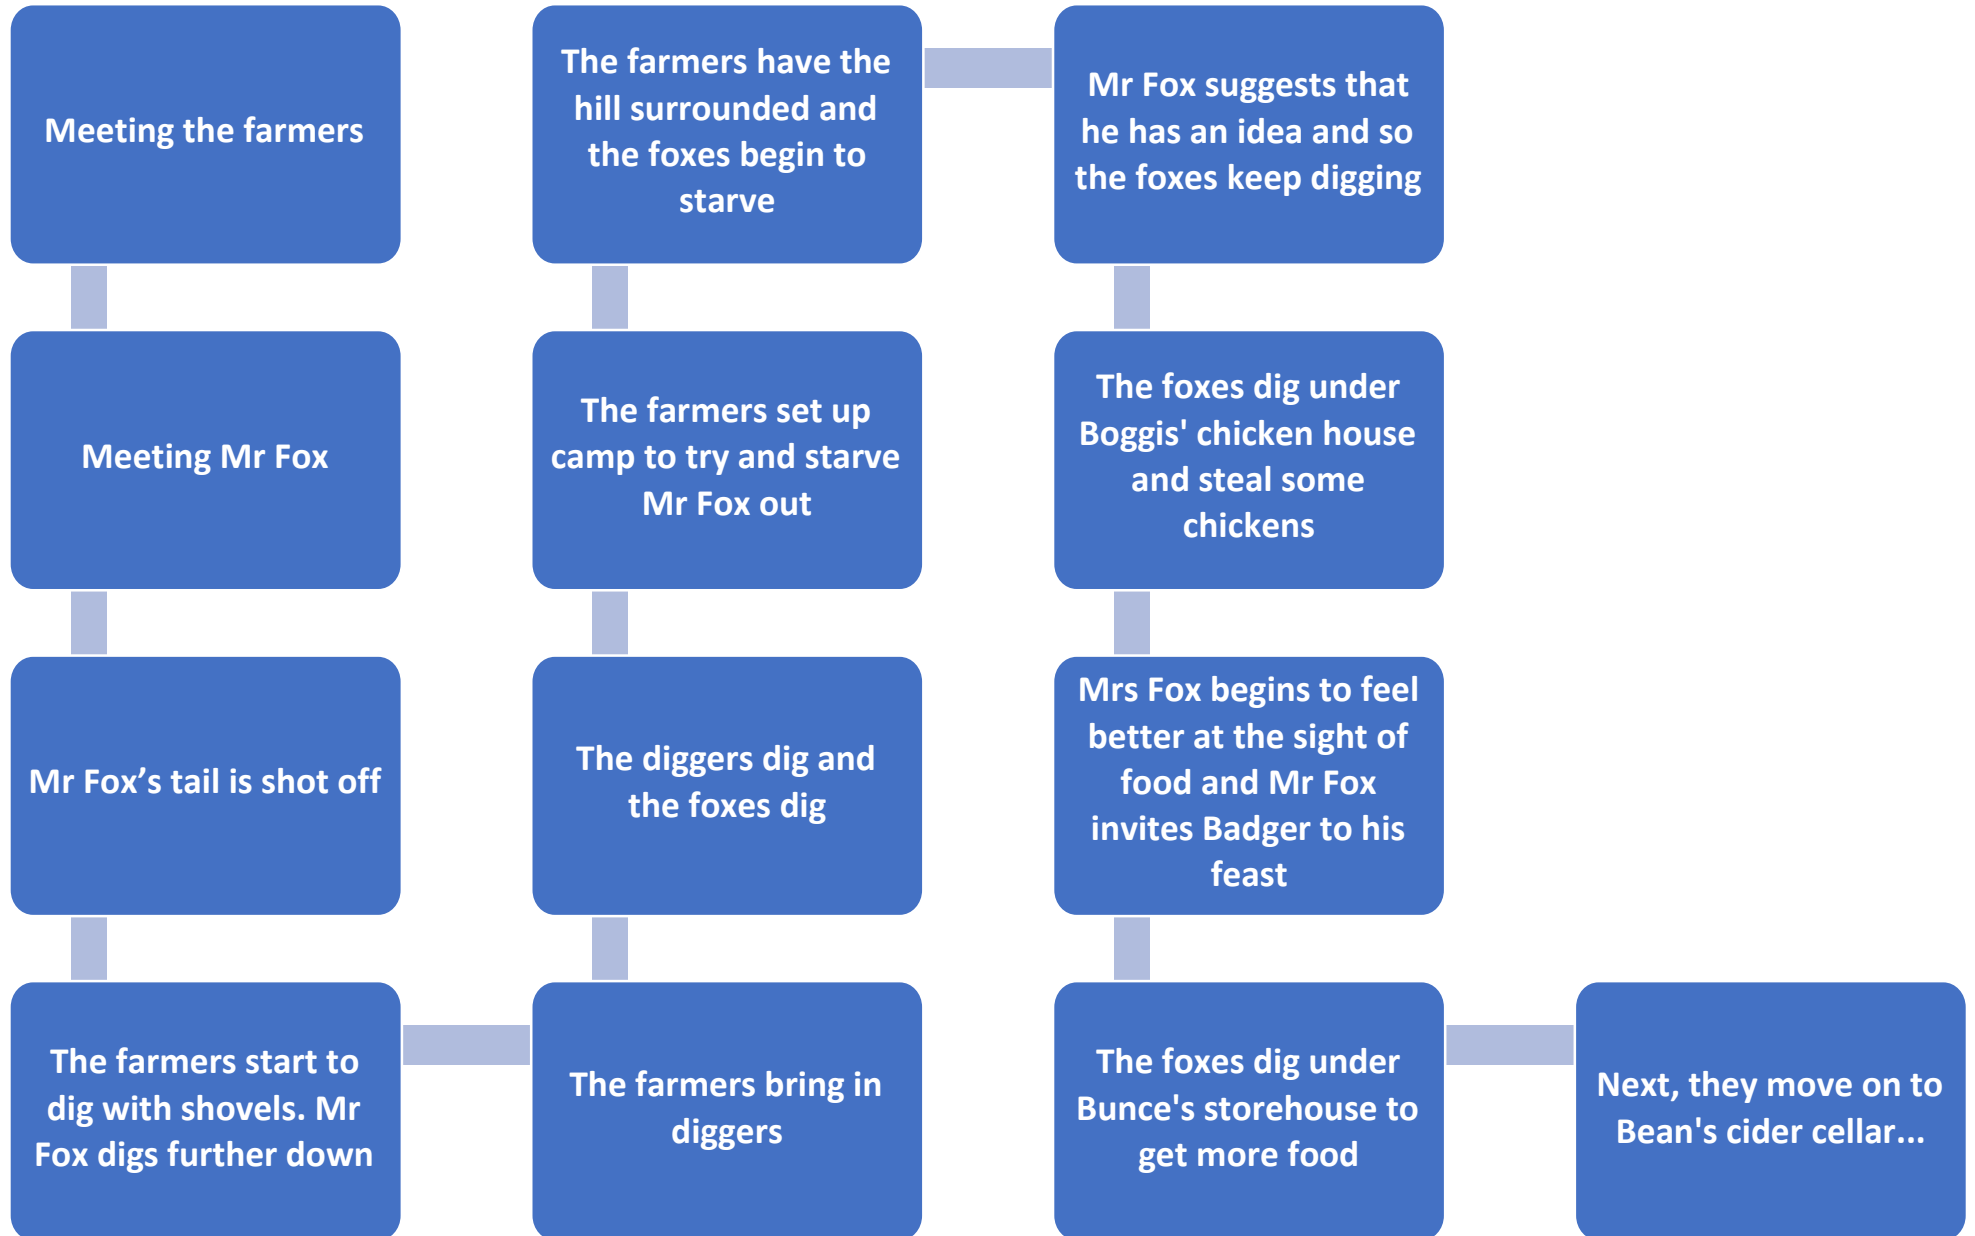 Meeting the farmers
Meeting Mr Fox
Mr Fox’s tail is shot off
The farmers start to
dig with shovels. Mr
Fox digs further down
The farmers bring in
diggers
The diggers dig and
the foxes dig
The farmers set up
camp to try and starve
Mr Fox out
The farmers have the
hill surrounded and
the foxes begin to
starve
Mr Fox suggests that
he has an idea and so
the foxes keep digging
The foxes dig under
Boggis' chicken house
and steal some
chickens
Mrs Fox begins to feel
better at the sight of
food and Mr Fox
invites Badger to his
feast
The foxes dig under
Bunce's storehouse to
get more food
Next, they move on to
Bean's cider cellar...